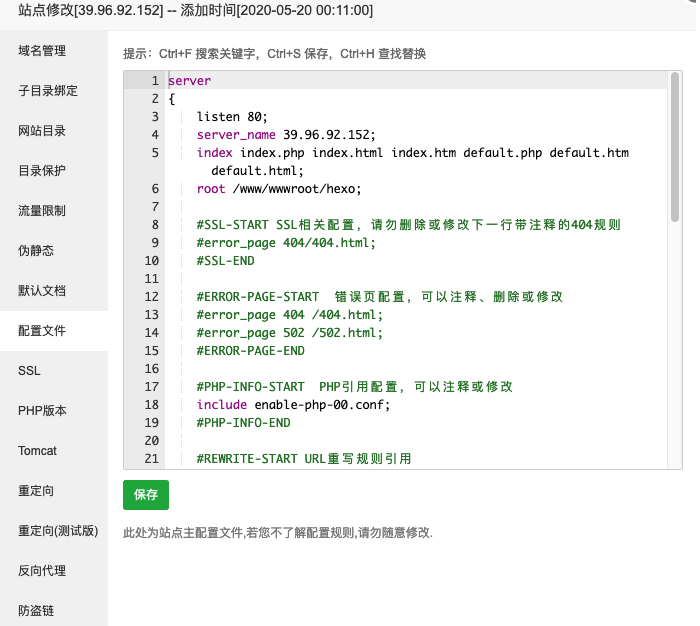 站点修改[39.96.92.152] -- 添加时间[2020-05-20 00:11:00]
域名管理
子目录绑定
网站目录
目录保护
流量限制
伪静态
默认文档
配置文件
SSL
PHP版本
Tomcat
重定向
重定向(测试版)
反向代理
防盗链
提示：Ctrl+F 搜索关键字，Ctrl+S 保存，Ctrl+H 查找替换
1 server
2 {
3 listen 80;
4 server_name 39.96.92.152;
5 index index.php index.html index.htm default.php default.htm
default.html;
6 root /www/wwwroot/hexo;
7
8 #SSL-START SSL相关配置，请勿删除或修改下一行带注释的404规则
9 #error_page 404/404.html;
10 #SSL-END
11
12 #ERROR-PAGE-START  错误页配置，可以注释、删除或修改
13 #error_page 404 /404.html;
14 #error_page 502 /502.html;
15 #ERROR-PAGE-END
16
17 #PHP-INFO-START  PHP引用配置，可以注释或修改
18 include enable-php-00.conf;
19 #PHP-INFO-END
20
21 #REWRITE-START URL重写规则引用
保存
此处为站点主配置文件,若您不了解配置规则,请勿随意修改.